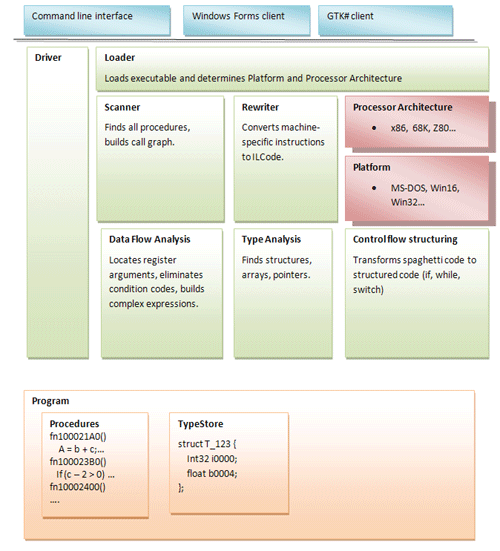 Command line interface
Windows Forms client
GTK# client
Driver
Loader
Loads executable and determines Platform and Processor Architecture
Scanner
Finds all procedures,
builds call graph.
Rewriter
Converts machine-
specific instructions
to ILCode.
Processor Architecture
• x86, 68K, Z80...
Platform
• MS-DOS, Win16,
Win32...
Data Flow Analysis
Locates register
arguments, eliminates
condition codes, builds
complex expressions.
Type Analysis
Finds structures,
arrays, pointers.
Control flow structuring
Transforms spaghetti code to
structured code (if, while,
switch)
Program
Procedures
fn100021A0()
A = b + c;...
fn100023B0()
If (c – 2 > 0) ...
fn10002400()
....
TypeStore
struct T_123 {
Int32 i0000;
float b0004;
};